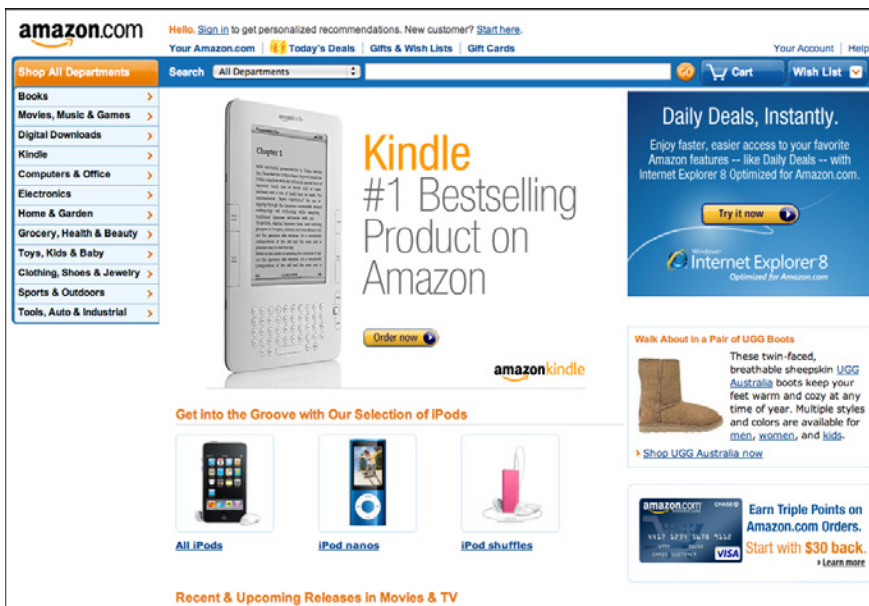 amazon.com
Hello. Sign in to get personalized recommendations. New customer? Start here.
Your Amazon.com Today's Deals Gifts & Wish Lists Gift Cards
Your Account Help
Shop All Departments
Search All Departments GO Cart Wish List
Books
Movies, Music & Games
Digital Downloads
Kindle
Computers & Office
Electronics
Home & Garden
Grocery, Health & Beauty
Toys, Kids & Baby
Clothing, Shoes & Jewelry
Sports & Outdoors
Tools, Auto & Industrial
amazonkindle
Chapter 1
Kindle
#1 Bestselling
Product on
Amazon
Order now
amazonkindle
Daily Deals, Instantly.
Enjoy faster, easier access to your favorite
Amazon features -- like Daily Deals -- with
Internet Explorer 8 Optimized for Amazon.com.
Try it now
Windows
Internet Explorer 8
Optimized for Amazon.com
Walk About in a Pair of UGG Boots
These twin-faced,
breathable sheepskin UGG
Australia boots keep your
feet warm and cozy at any
time of year. Multiple styles
and colors are available for
men, women, and kids.
Shop UGG Australia now
Get into the Groove with Our Selection of iPods
All iPods
iPod nanos
iPod shuffles
amazon.com
CHASE
VISA
Earn Triple Points on
Amazon.com Orders.
Start with $30 back.
Learn more
Recent & Upcoming Releases in Movies & TV